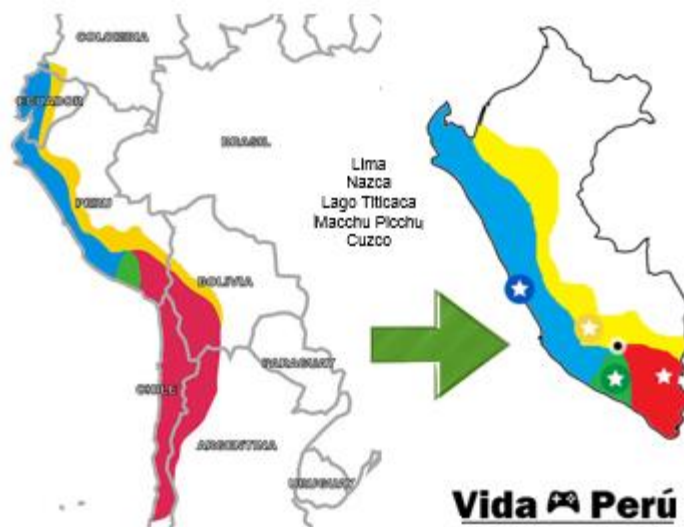 COLOMBIA
ECUADOR
PERU
BRASIL
BOLIVIA
PARAGUAY
CHILE
ARGENTINA
URUGUAY
Lima
Nazca
Lago Titicaca
Macchu Picchu
Cuzco
Vida Perú